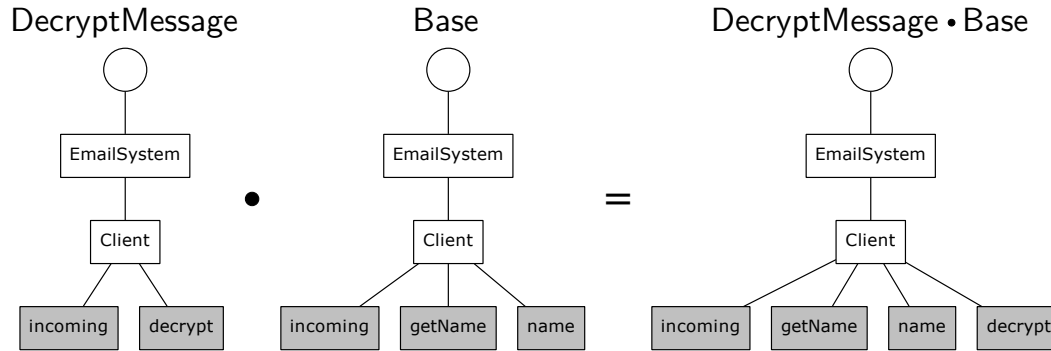 DecryptMessage Base DecryptMessage • Base
EmailSystem EmailSystem EmailSystem
• =
Client Client Client
incoming decrypt incoming getName name incoming getName name decrypt